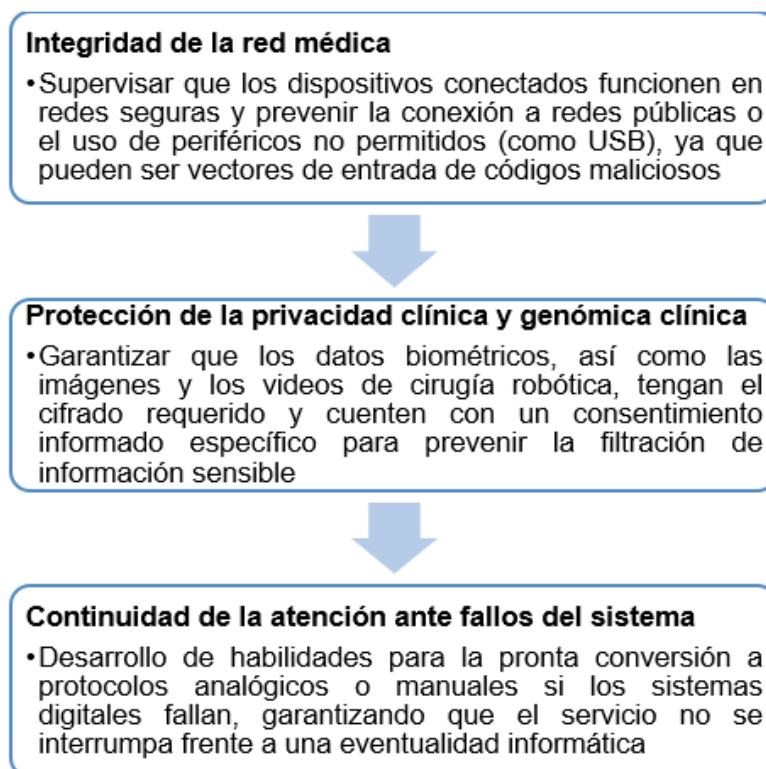 Integridad de la red médica
•Supervisar que los dispositivos conectados funcionen en
redes seguras y prevenir la conexión a redes públicas o
el uso de periféricos no permitidos (como USB), ya que
pueden ser vectores de entrada de códigos maliciosos
Protección de la privacidad clínica y genómica clínica
•Garantizar que los datos biométricos, así como las
imágenes y los videos de cirugía robótica, tengan el
cifrado requerido y cuenten con un consentimiento
informado específico para prevenir la filtración de
información sensible
Continuidad de la atención ante fallos del sistema
•Desarrollo de habilidades para la pronta conversión a
protocolos analógicos o manuales si los sistemas
digitales fallan, garantizando que el servicio no se
interrumpa frente a una eventualidad informática